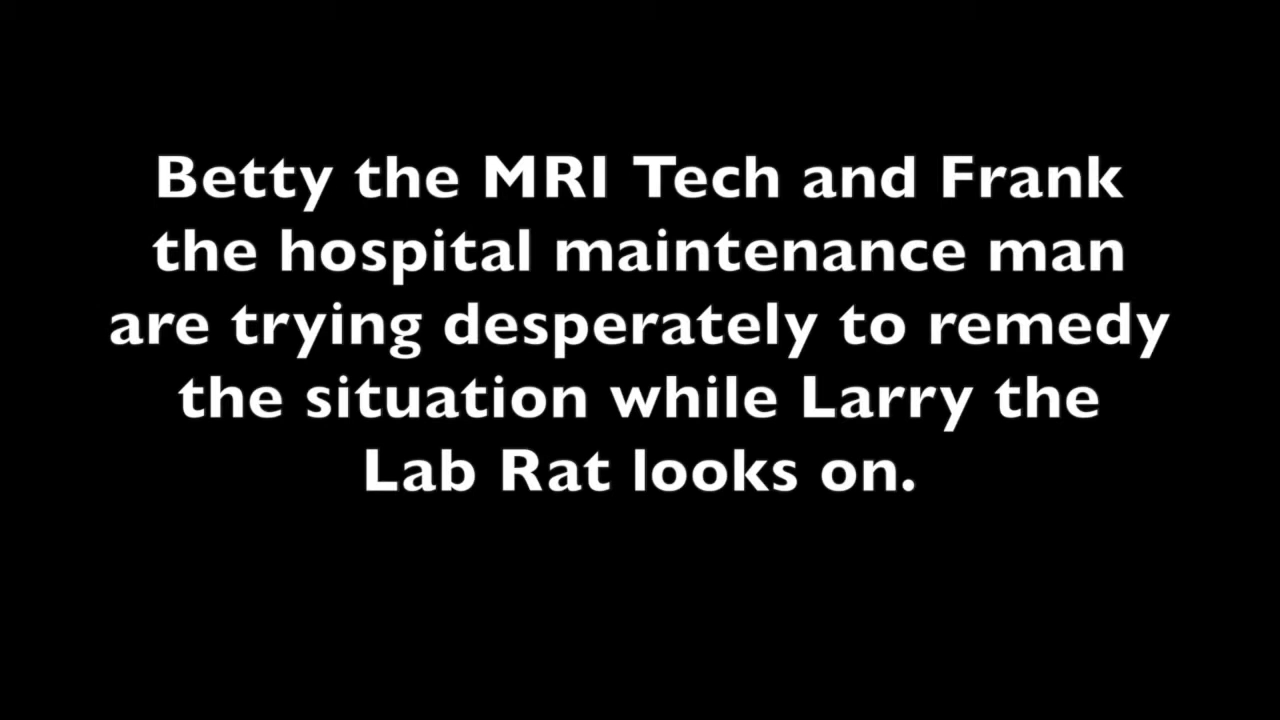 Betty the MRI Tech and Frank
the hospital maintenance man
are trying desperately to remedy
the situation while Larry the
Lab Rat looks on.